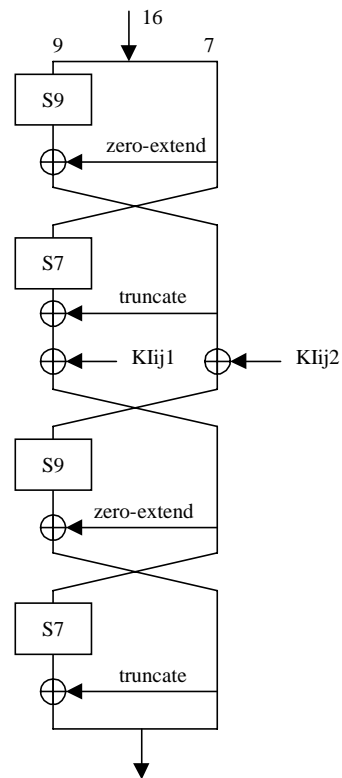 16
9 7
S9
zero-extend
S7
truncate
KIij1 KIij2
S9
zero-extend
S7
truncate